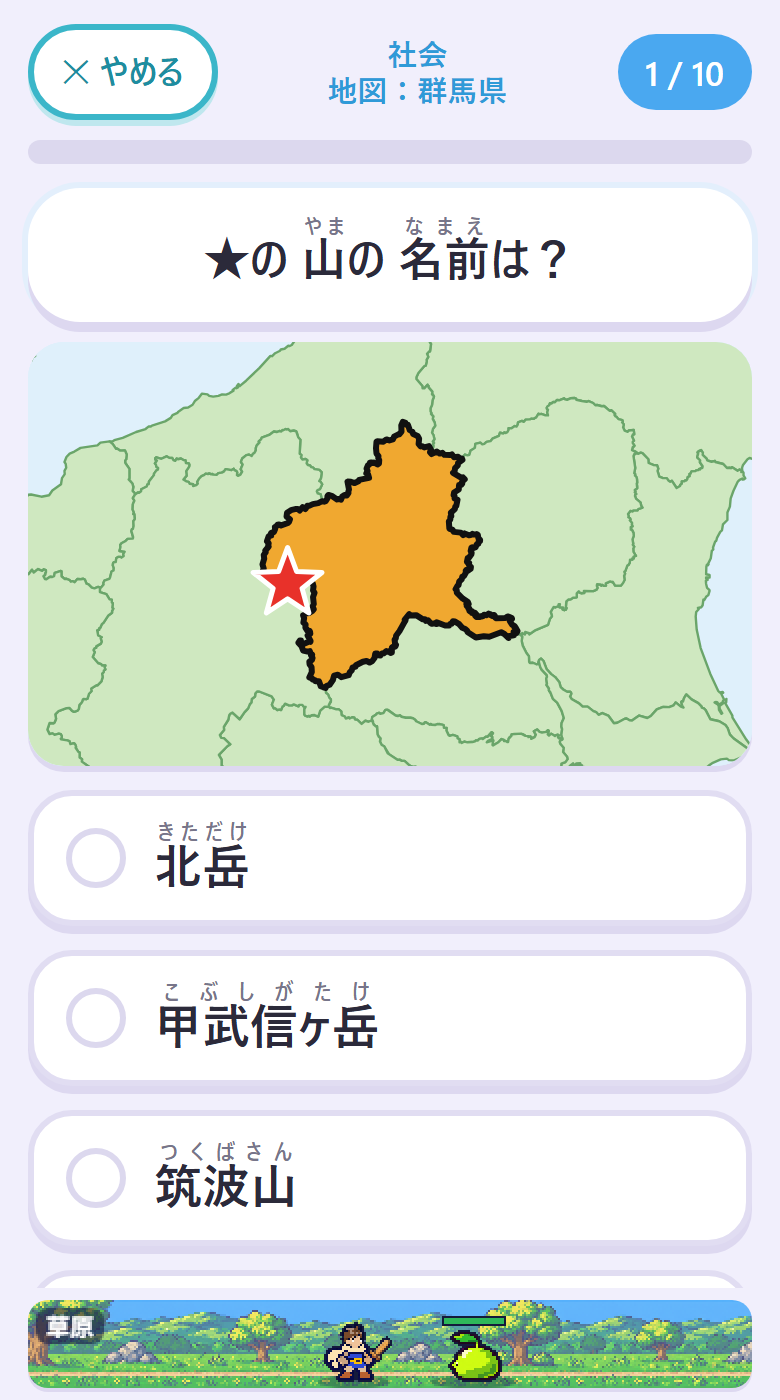 × やめる
社会
地図：群馬県
1 / 10
やま なまえ
★の 山の 名前は？
きただけ
北岳
こぶしがたけ
甲武信ヶ岳
つくばさん
筑波山
草原